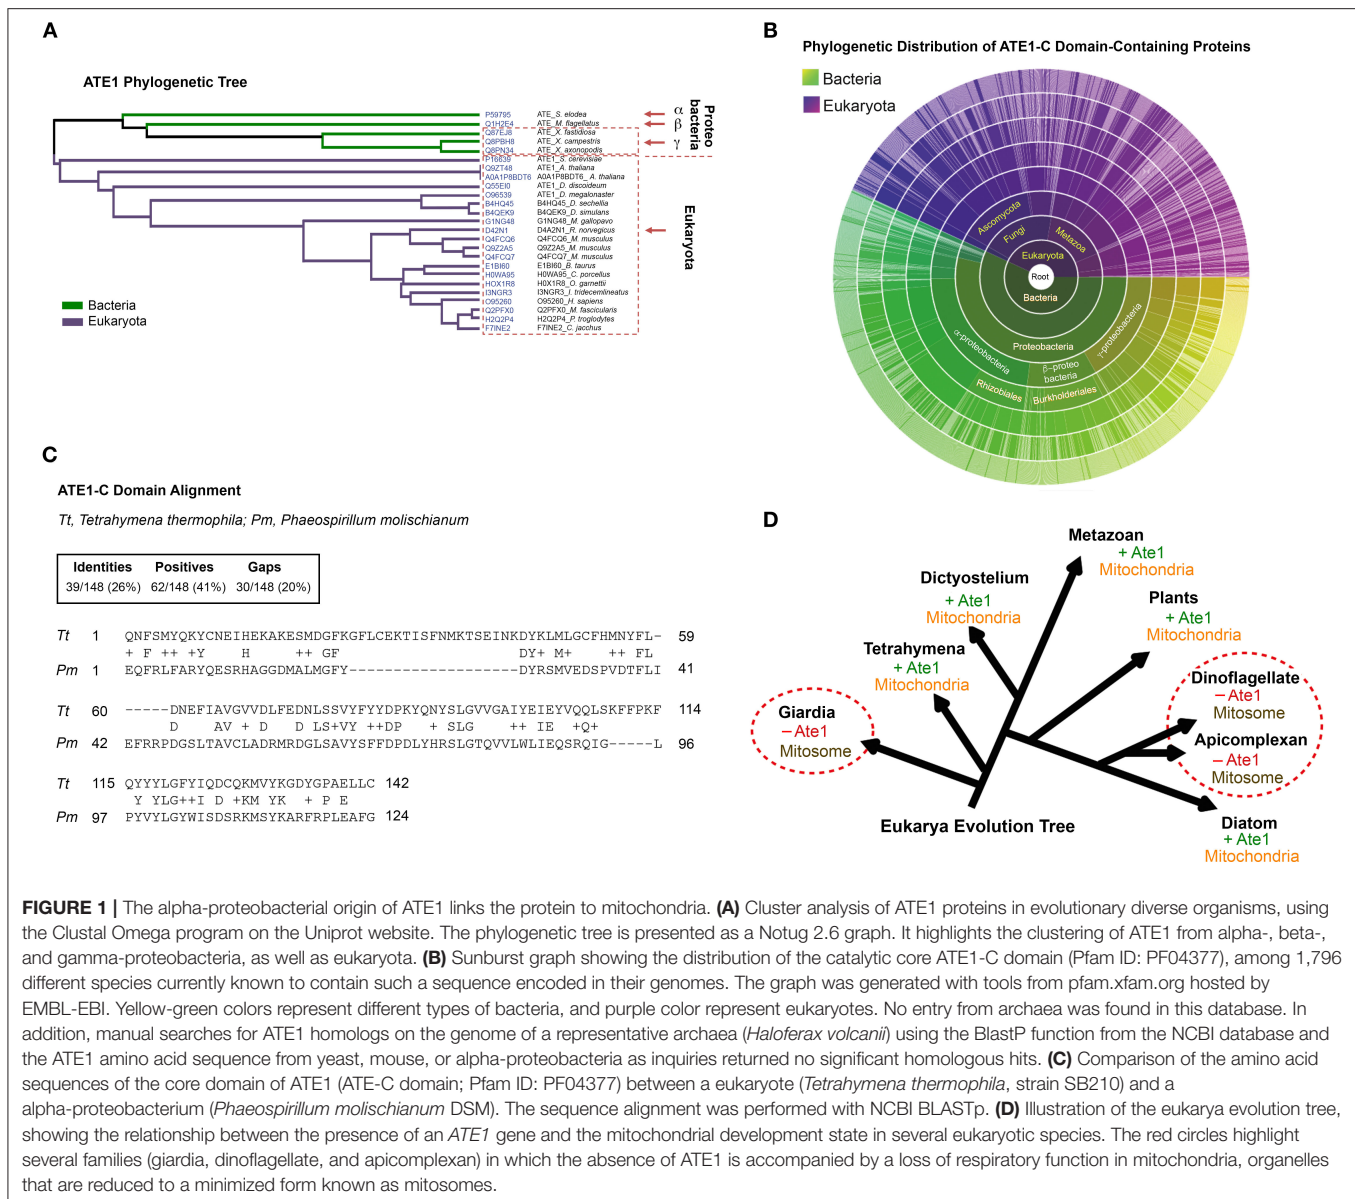 A
ATE1 Phylogenetic Tree
P59795 ATE_S. elodea
Q1H2E4 ATE_M. flagellatus
Q87EJ8 ATE_X. fastidiosa
Q8PBH8 ATE_X. campestris
Q8PN34 ATE_X. axonopodis
P16639 ATE1_S. cerevisiae
Q9ZT48 ATE1_A. thaliana
A0A1P8BDT6 A0A1P8BDT6_ A. thaliana
Q55EI0 ATE1_D. discoideum
O96539 ATE1_D. megalonaster
B4HQ45 B4HQ45_D. sechellia
B4QEK9 B4QEK9_D. simulans
G1NG48 G1NG48_M. gallopavo
D42N1 D4A2N1_R. norvegicus
Q4FCQ6 Q4FCQ6_M. musculus
Q9Z2A5 Q9Z2A5_M. musculus
Q4FCQ7 Q4FCQ7_M. musculus
E1BI60 E1BI60_B. taurus
H0WA95 H0WA95_C. porcellus
HOX1R8 H0X1R8_O. garnettii
I3NGR3 I3NGR3_I. tridecemlineatus
O95260 O95260_H. sapiens
Q2PFX0 Q2PFX0_M. fascicularis
H2Q2P4 H2Q2P4_P. troglodytes
F7INE2 F7INE2_C. jacchus
α
β
γ
Proteo
bacteria
Eukaryota
Bacteria
Eukaryota
B
Phylogenetic Distribution of ATE1-C Domain-Containing Proteins
Bacteria
Eukaryota
Ascomycota
Fungi
Metazoa
Eukaryota
Root
Bacteria
Proteobacteria
α-proteobacteria
β-proteo
bacteria
γ-proteobacteria
Rhizobiales
Burkholderiales
C
ATE1-C Domain Alignment
Tt, Tetrahymena thermophila; Pm, Phaeospirillum molischianum
Identities Positives Gaps
39/148 (26%) 62/148 (41%) 30/148 (20%)
Tt 1 QNFSMYQKYCNEIHEKAKESMDGFKGFLCEKTISFNMKTSEINKDYKLMLGCFHMNYFL- 59
+ F ++ +Y H ++ GF DY+ M+ ++ FL
Pm 1 EQFRLFARYQESRHAGGDMALMGFY------------------DYRSMVEDSPVDTFLI 41
Tt 60 -----DNEFIAVGVVDLFEDNLSSVYFYYDPKYQNYSLGVVGAIYEIEYVQQLSKFFPKF 114
D AV + D D LS+VY ++DP + SLG ++ IE +Q+
Pm 42 EFRRPDGSLTAVCLADRMRDGLSAVYSFFDPDLYHRSLGTQVVLWLIEQSRQIG-----L 96
Tt 115 QYYYLGFYIQDCQKMVYKGDYGPAELLC 142
Y YLG++I D +KM YK + P E
Pm 97 PYVYLGYWISDSRKMSYKARFRPLEAFG 124
D
Metazoan
+ Ate1
Mitochondria
Dictyostelium
+ Ate1
Mitochondria
Plants
+ Ate1
Mitochondria
Tetrahymena
+ Ate1
Mitochondria
Dinoflagellate
– Ate1
Mitosome
Giardia
– Ate1
Mitosome
Apicomplexan
– Ate1
Mitosome
Diatom
+ Ate1
Mitochondria
Eukarya Evolution Tree
FIGURE 1 | The alpha-proteobacterial origin of ATE1 links the protein to mitochondria. (A) Cluster analysis of ATE1 proteins in evolutionary diverse organisms, using
the Clustal Omega program on the Uniprot website. The phylogenetic tree is presented as a Notug 2.6 graph. It highlights the clustering of ATE1 from alpha-, beta-,
and gamma-proteobacteria, as well as eukaryota. (B) Sunburst graph showing the distribution of the catalytic core ATE1-C domain (Pfam ID: PF04377), among 1,796
different species currently known to contain such a sequence encoded in their genomes. The graph was generated with tools from pfam.xfam.org hosted by
EMBL-EBI. Yellow-green colors represent different types of bacteria, and purple color represent eukaryotes. No entry from archaea was found in this database. In
addition, manual searches for ATE1 homologs on the genome of a representative archaea (Haloferax volcanii) using the BlastP function from the NCBI database and
the ATE1 amino acid sequence from yeast, mouse, or alpha-proteobacteria as inquiries returned no significant homologous hits. (C) Comparison of the amino acid
sequences of the core domain of ATE1 (ATE-C domain; Pfam ID: PF04377) between a eukaryote (Tetrahymena thermophila, strain SB210) and a
alpha-proteobacterium (Phaeospirillum molischianum DSM). The sequence alignment was performed with NCBI BLASTp. (D) Illustration of the eukarya evolution tree,
showing the relationship between the presence of an ATE1 gene and the mitochondrial development state in several eukaryotic species. The red circles highlight
several families (giardia, dinoflagellate, and apicomplexan) in which the absence of ATE1 is accompanied by a loss of respiratory function in mitochondria, organelles
that are reduced to a minimized form known as mitosomes.